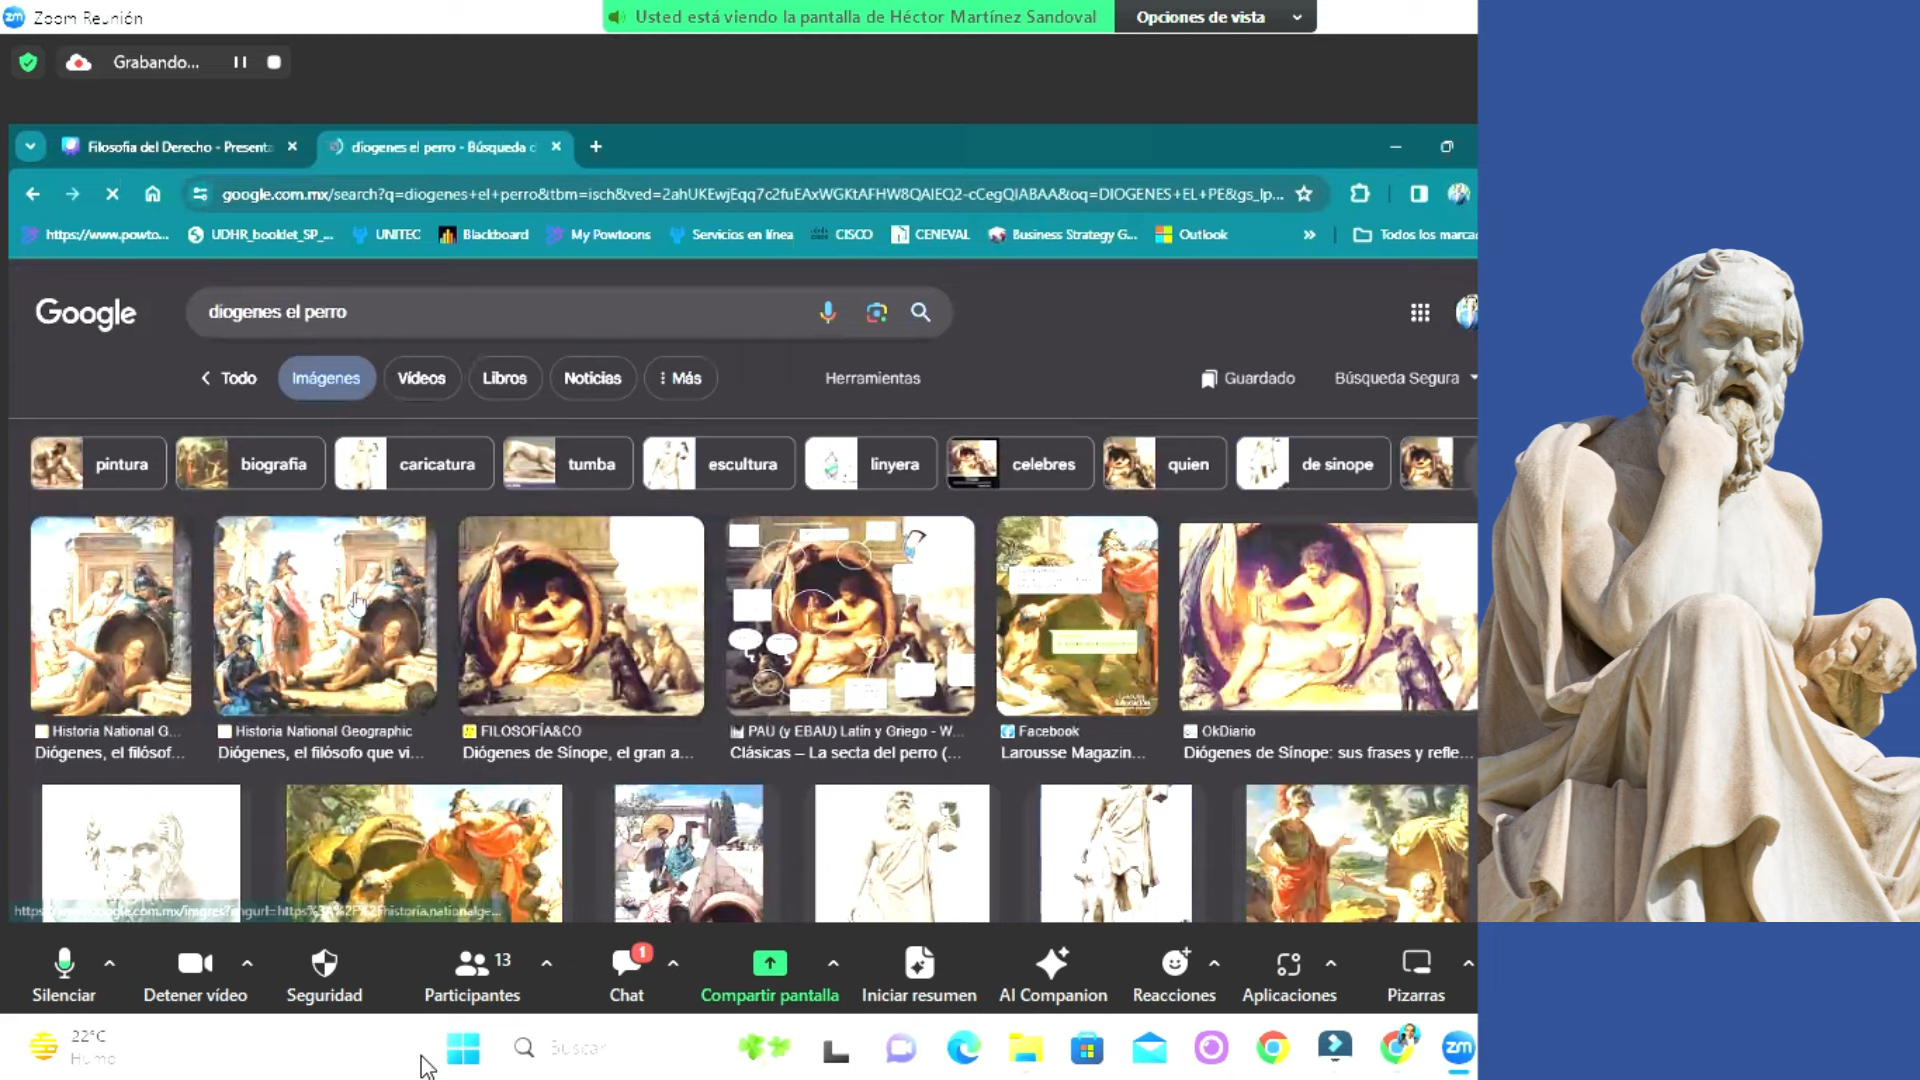 Zoom Reunión
Usted está viendo la pantalla de Héctor Martínez Sandoval
Opciones de vista
Grabando...
Filosofia del Derecho - Present
diogenes el perro - Búsqueda
google.com.mx/search?q=diogenes+el+perro&tbm=isch&ved=2ahUKEwjEqq7c2fuEAxWGKtAFHW8QAIEQ2-cCegQIABAA&oq=DIOGENES+EL+PE&gs_lp...
https://www.powto...
UDHR_booklet_SP_...
UNITEC
Blackboard
My Powtoons
Servicios en línea
CISCO
CENEVAL
Business Strategy G...
Outlook
»
Todos los marca
Google
diogenes el perro
Todo
Imágenes
Vídeos
Libros
Noticias
Más
Herramientas
Guardado
Búsqueda Segura
pintura
biografia
caricatura
tumba
escultura
linyera
celebres
quien
de sinope
Historia National G...
Diógenes, el filósof...
Historia National Geographic
Diógenes, el filósofo que vi...
FILOSOFÍA&CO
Diógenes de Sínope, el gran a...
PAU (y EBAU) Latín y Griego - W...
Clásicas – La secta del perro (...
Facebook
Larousse Magazin...
OkDiario
Diógenes de Sinope: sus frases y refle...
Silenciar
Detener vídeo
Seguridad
13
Participantes
1
Chat
Compartir pantalla
Iniciar resumen
AI Companion
Reacciones
Aplicaciones
Pizarras
22°C
Humo
Buscar
zm